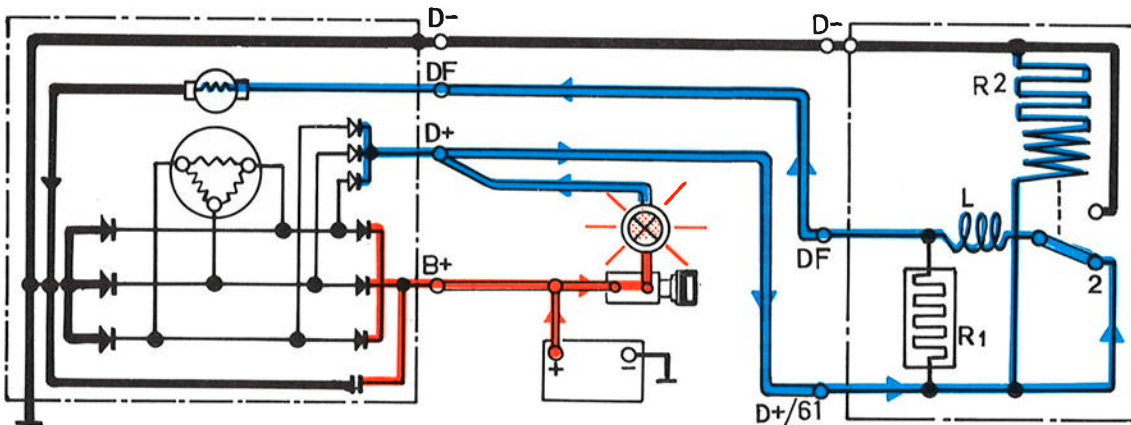 D-
D-
DF
R2
D+
L
B+
DF
2
R1
+
-
D+/61